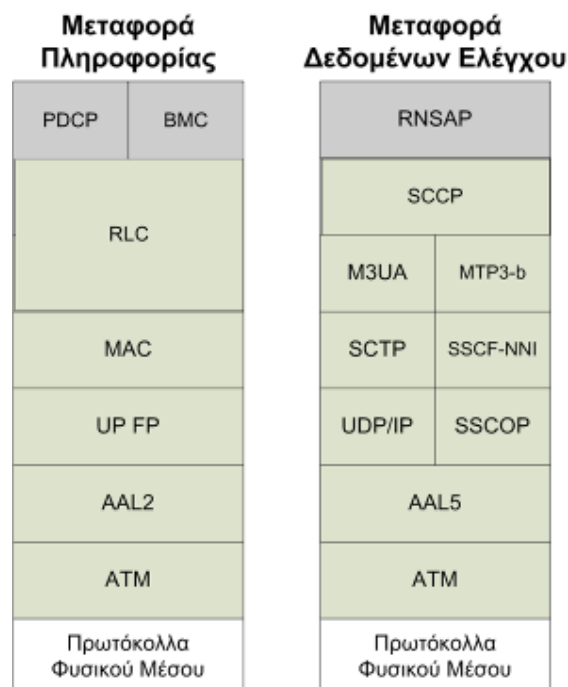 Μεταφορά
Πληροφορίας
PDCP
BMC
RLC
MAC
UP FP
AAL2
ATM
Πρωτόκολλα
Φυσικού Μέσου
Μεταφορά
Δεδομένων Ελέγχου
RNSAP
SCCP
M3UA
MTP3-b
SCTP
SSCF-NNI
UDP/IP
SSCOP
AAL5
ATM
Πρωτόκολλα
Φυσικού Μέσου